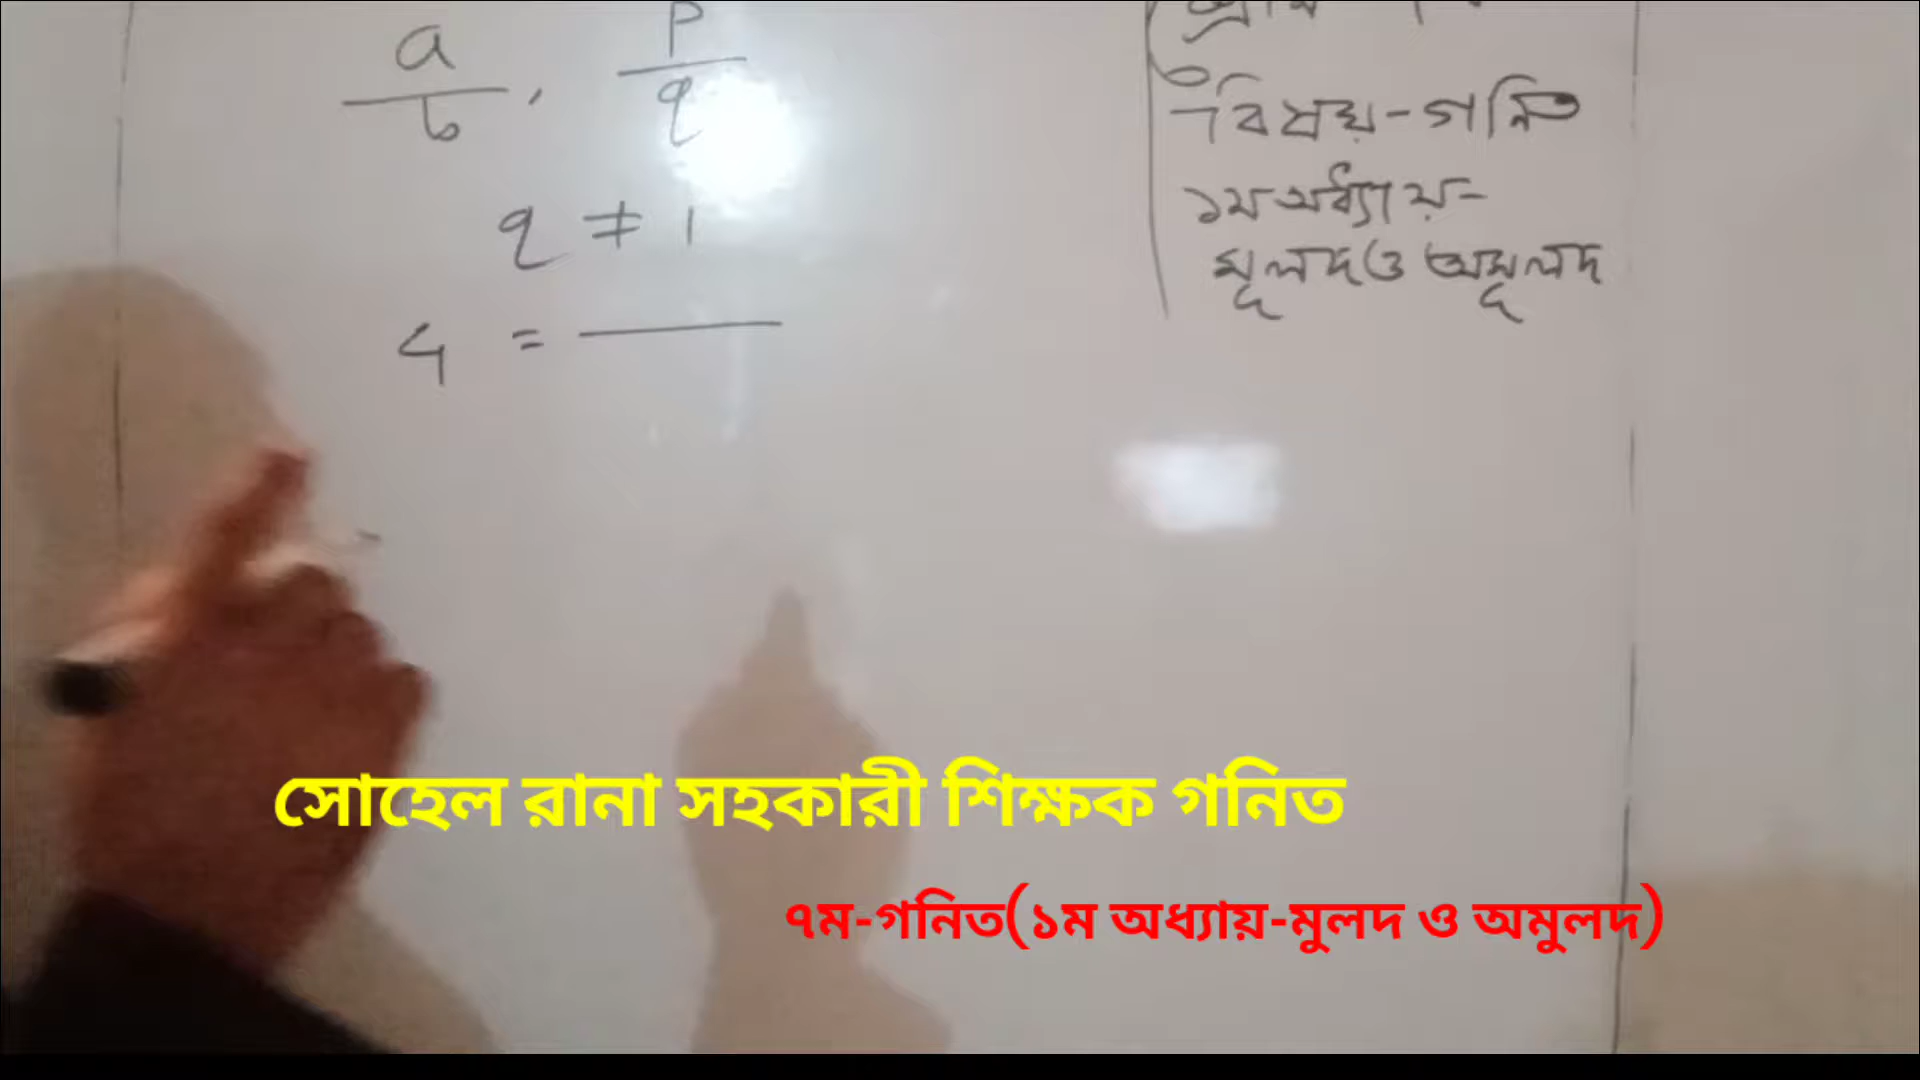 a/b , p/q
q ≠ 1
4 = ―
বিষয়-গনিত
১ম অধ্যায়-
মূলদ ও অমূলদ
সোহেল রানা সহকারী শিক্ষক গনিত
৭ম-গনিত(১ম অধ্যায়-মুলদ ও অমুলদ)